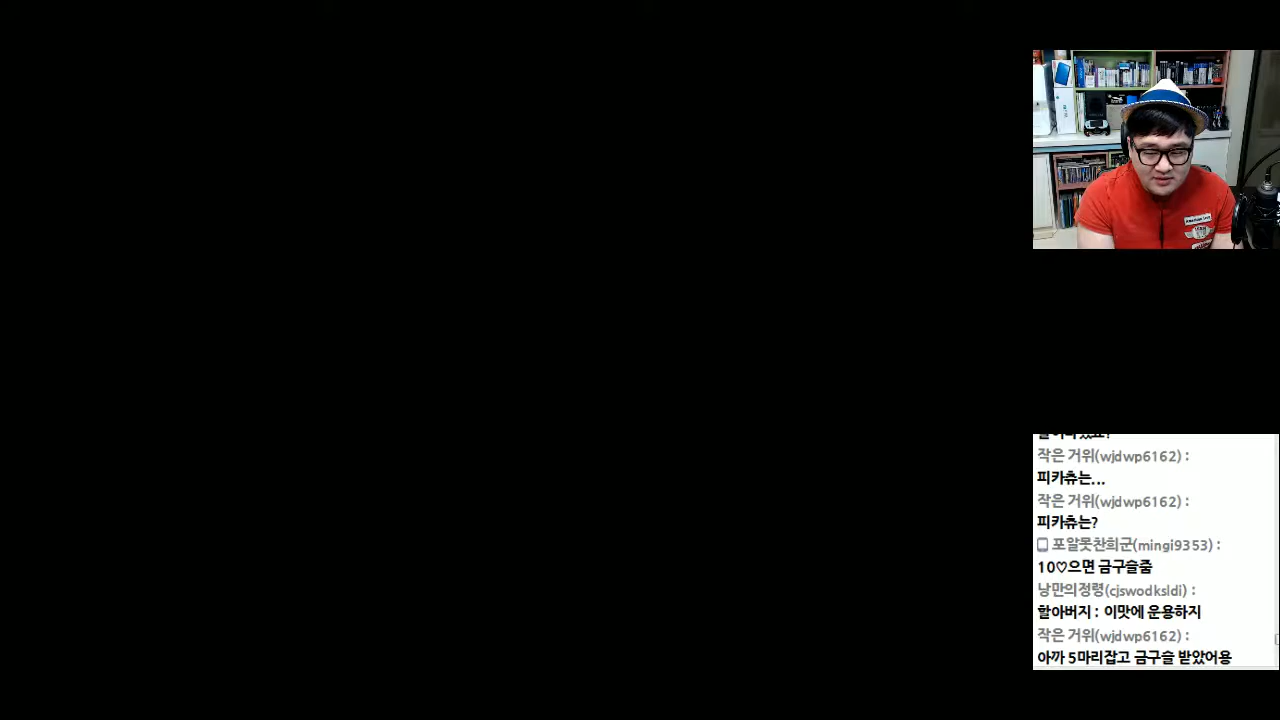 작은 거위(wjdwp6162) :
피카츄는...
작은 거위(wjdwp6162) :
피카츄는?
포알못찬희군(mingi9353) :
10♡으면 금구슬줌
낭만의정령(cjswodksldi) :
할아버지 : 이맛에 운용하지
작은 거위(wjdwp6162) :
아까 5마리잡고 금구슬 받았어용